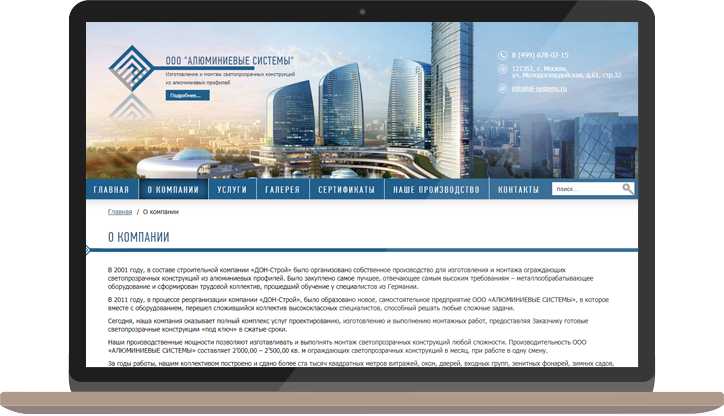 ООО "АЛЮМИНИЕВЫЕ СИСТЕМЫ"
Изготовление и монтаж светопрозрачных конструкций
из алюминиевых профилей
Подробнее...
8 (499) 678-02-15
121351, г. Москва,
ул. Молодогвардейская, д.61, стр.32
info@al-systems.ru
ГЛАВНАЯ О КОМПАНИИ УСЛУГИ ГАЛЕРЕЯ СЕРТИФИКАТЫ НАШЕ ПРОИЗВОДСТВО КОНТАКТЫ поиск...
Главная / О компании
О КОМПАНИИ
В 2001 году, в составе строительной компании «ДОН-Строй» было организовано собственное производство для изготовления и монтажа ограждающих
светопрозрачных конструкций из алюминиевых профилей. Было закуплено самое лучшее, отвечающее самым высоким требованиям – металлообрабатывающее
оборудование и сформирован трудовой коллектив, прошедший обучение у специалистов из Германии.
В 2011 году, в процессе реорганизации компании «ДОН-Строй», было образовано новое, самостоятельное предприятие ООО «АЛЮМИНИЕВЫЕ СИСТЕМЫ», в которое
вместе с оборудованием, перешел сложившийся коллектив высококлассных специалистов, способный решать любые сложные задачи.
Сегодня, наша компания оказывает полный комплекс услуг проектированию, изготовлению и выполнению монтажных работ, предоставляя Заказчику готовые
светопрозрачные конструкции «под ключ» в сжатые сроки.
Наши производственные мощности позволяют изготавливать и выполнять монтаж светопрозрачных конструкций любой сложности. Производительность ООО
«АЛЮМИНИЕВЫЕ СИСТЕМЫ» составляет 2'000,00 – 2'500,00 кв. м ограждающих светопрозрачных конструкций в месяц, при работе в одну смену.
За годы работы, нашим коллективом построено и сдано более ста тысяч квадратных метров витражей, окон, дверей, входных групп, зенитных фонарей, зимних садов,